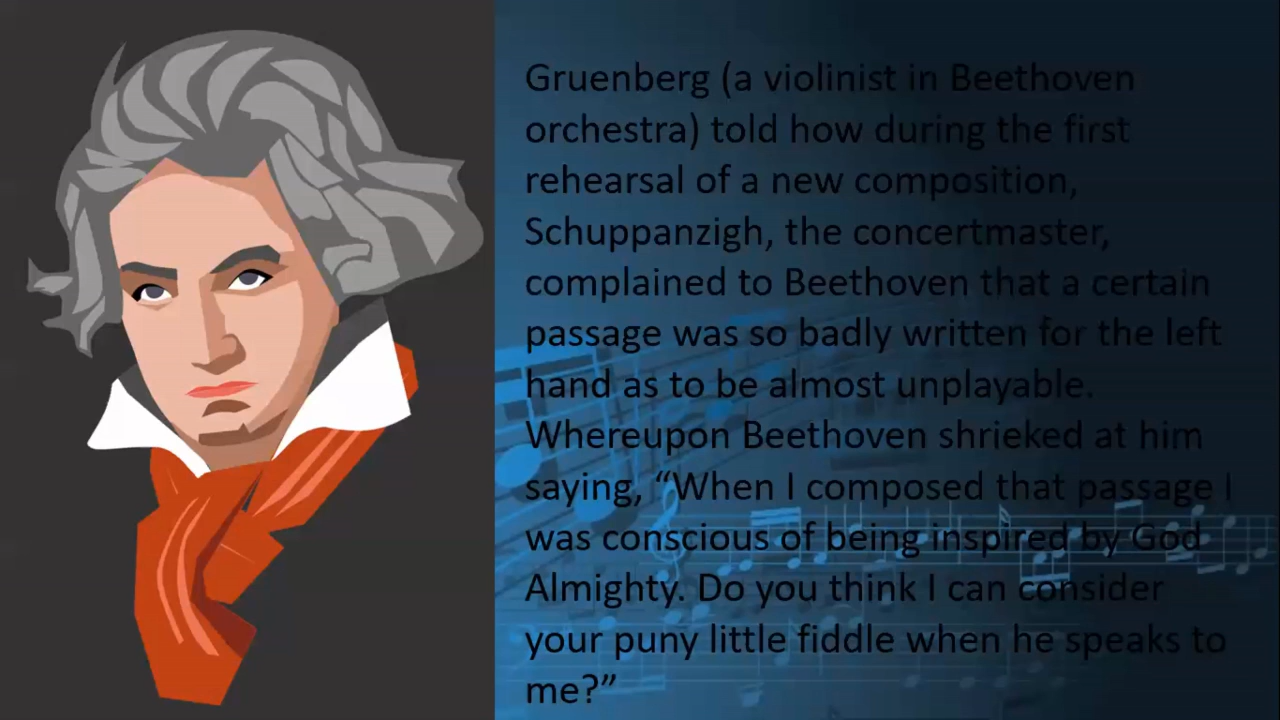 Gruenberg (a violinist in Beethoven
orchestra) told how during the first
rehearsal of a new composition,
Schuppanzigh, the concertmaster,
complained to Beethoven that a certain
passage was so badly written for the left
hand as to be almost unplayable.
Whereupon Beethoven shrieked at him
saying, “When I composed that passage I
was conscious of being inspired by God
Almighty. Do you think I can consider
your puny little fiddle when he speaks to
me?”